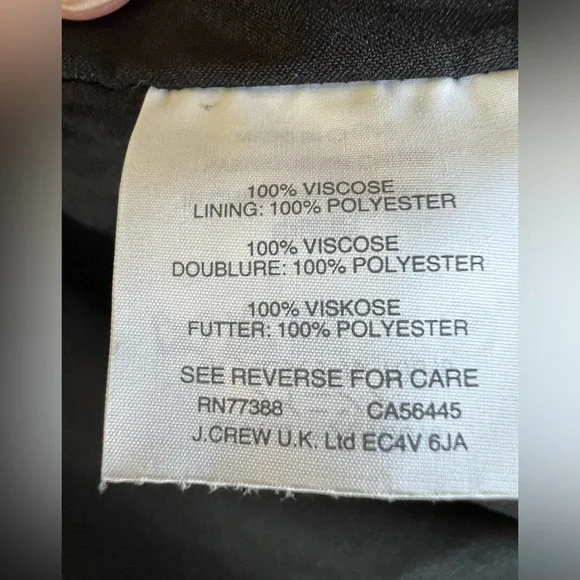 100% VISCOSE
LINING: 100% POLYESTER
100% VISCOSE
DOUBLURE: 100% POLYESTER
100% VISKOSE
FUTTER: 100% POLYESTER
SEE REVERSE FOR CARE
RN77388 CA56445
J.CREW U.K. Ltd EC4V 6JA